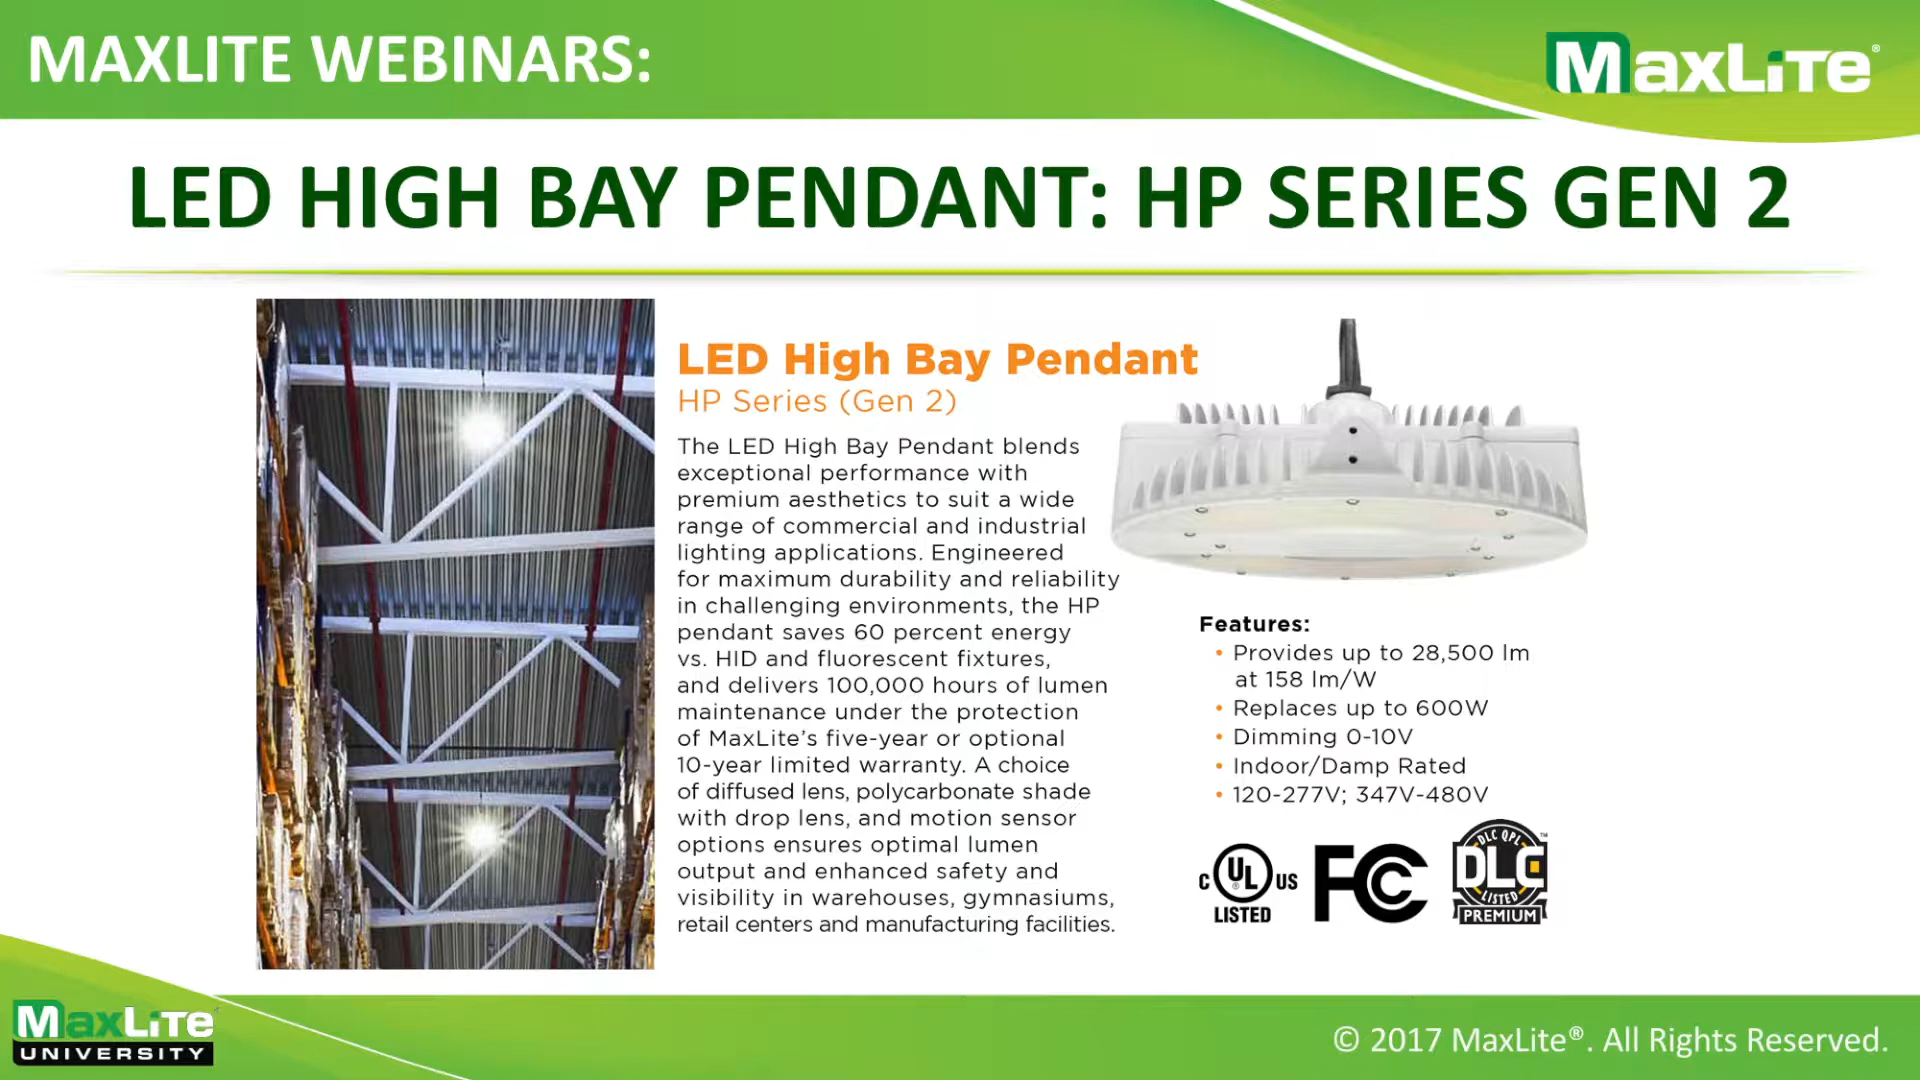 MAXLITE WEBINARS:
MaxLiTe®
LED HIGH BAY PENDANT: HP SERIES GEN 2
LED High Bay Pendant
HP Series (Gen 2)
The LED High Bay Pendant blends
exceptional performance with
premium aesthetics to suit a wide
range of commercial and industrial
lighting applications. Engineered
for maximum durability and reliability
in challenging environments, the HP
pendant saves 60 percent energy
vs. HID and fluorescent fixtures,
and delivers 100,000 hours of lumen
maintenance under the protection
of MaxLite’s five-year or optional
10-year limited warranty. A choice
of diffused lens, polycarbonate shade
with drop lens, and motion sensor
options ensures optimal lumen
output and enhanced safety and
visibility in warehouses, gymnasiums,
retail centers and manufacturing facilities.
Features:
• Provides up to 28,500 lm
at 158 lm/W
• Replaces up to 600W
• Dimming 0-10V
• Indoor/Damp Rated
• 120-277V; 347V-480V
C UL® US
LISTED
FC
DLC QPL™
DLC
LISTED
PREMIUM
MaxLiTe
UNIVERSITY
© 2017 MaxLite®. All Rights Reserved.